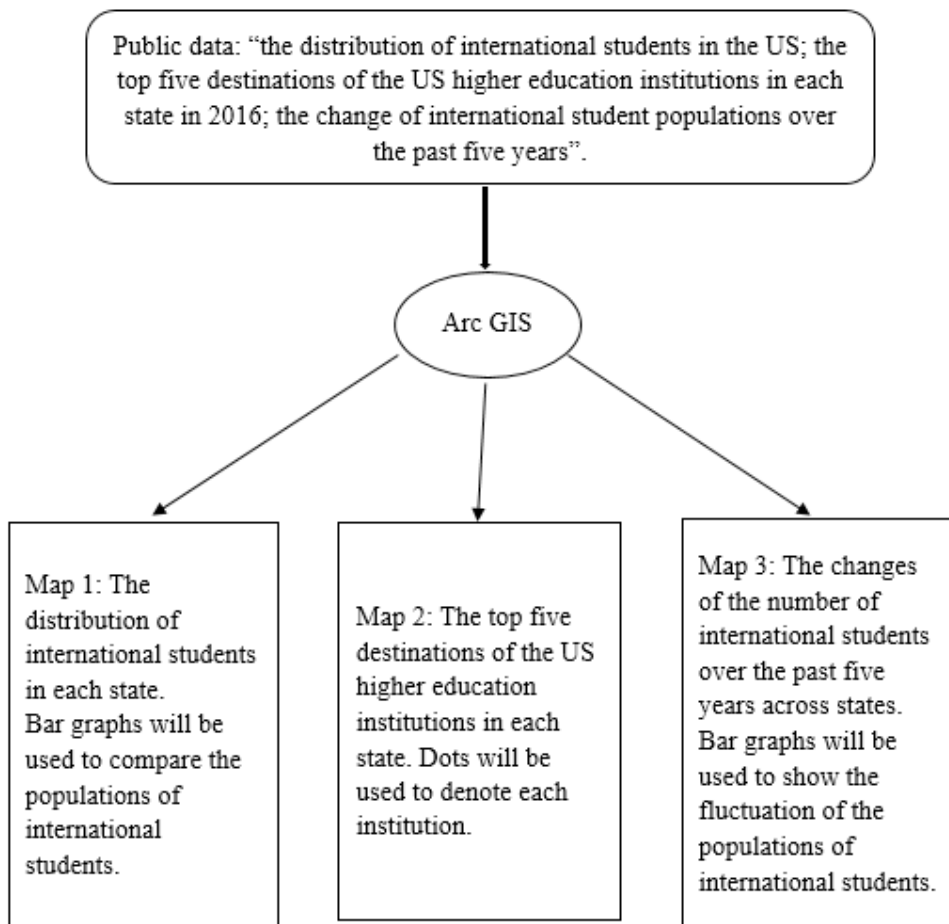 Public data: “the distribution of international students in the US; the
top five destinations of the US higher education institutions in each
state in 2016; the change of international student populations over
the past five years”.
Arc GIS
Map 1: The
distribution of
international students
in each state.
Bar graphs will be
used to compare the
populations of
international
students.
Map 2: The top five
destinations of the US
higher education
institutions in each
state. Dots will be
used to denote each
institution.
Map 3: The changes
of the number of
international students
over the past five
years across states.
Bar graphs will be
used to show the
fluctuation of the
populations of
international students.